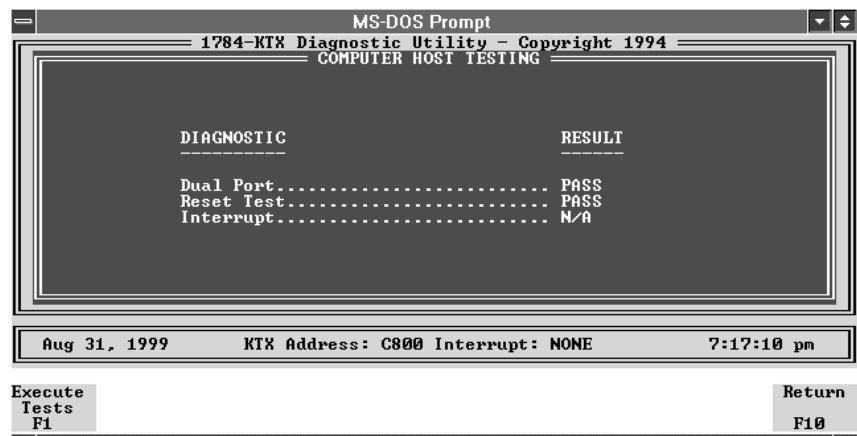 MS-DOS Prompt
1784-KTX Diagnostic Utility - Copyright 1994
COMPUTER HOST TESTING
DIAGNOSTIC RESULT
Dual Port.......................... PASS
Reset Test......................... PASS
Interrupt.......................... N/A
Aug 31, 1999 KTX Address: C800 Interrupt: NONE 7:17:10 pm
Execute Return
Tests
F1 F10